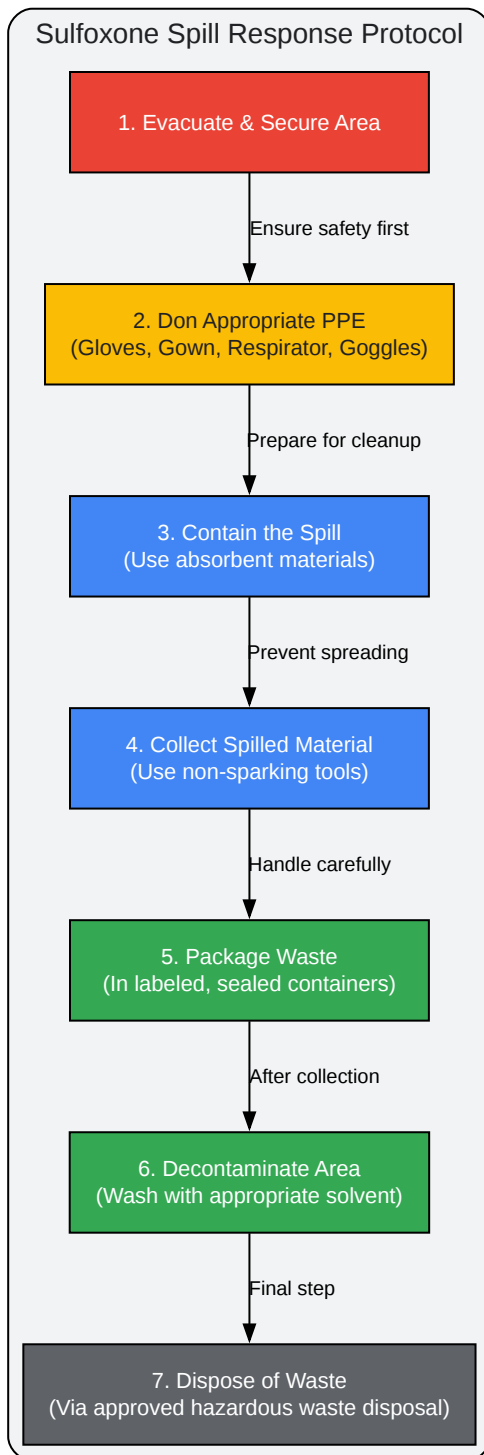 Sulfoxone Spill Response Protocol
1. Evacuate & Secure Area
Ensure safety first
2. Don Appropriate PPE
(Gloves, Gown, Respirator, Goggles)
Prepare for cleanup
3. Contain the Spill
(Use absorbent materials)
Prevent spreading
4. Collect Spilled Material
(Use non-sparking tools)
Handle carefully
5. Package Waste
(In labeled, sealed containers)
After collection
6. Decontaminate Area
(Wash with appropriate solvent)
Final step
7. Dispose of Waste
(Via approved hazardous waste disposal)